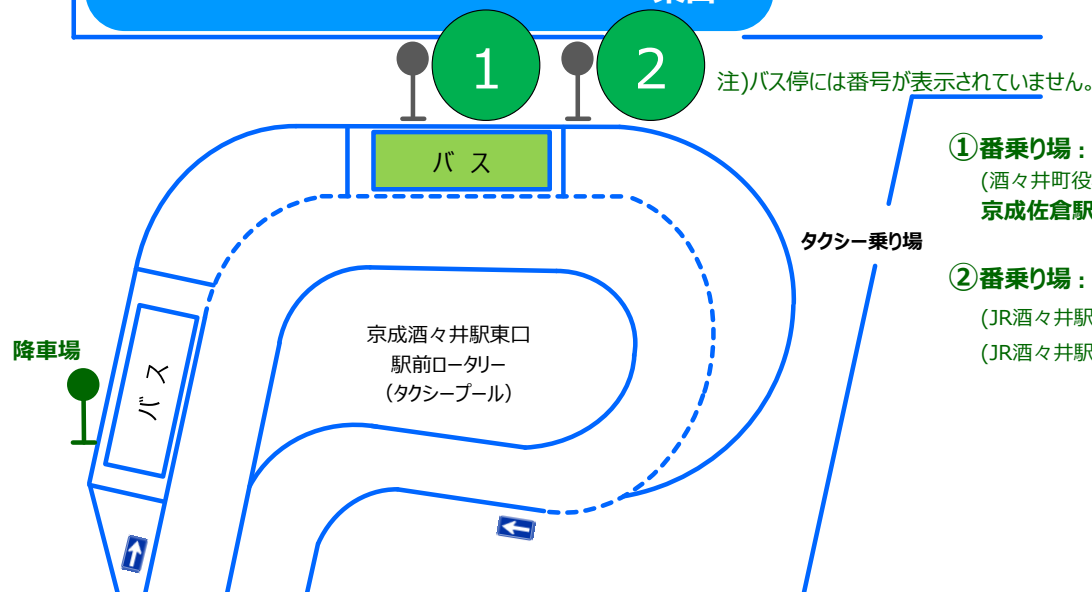 東口
1
2
注)バス停には番号が表示されていません。
バ ス
①番乗り場：
(酒々井町役
京成佐倉駅
タクシー乗り場
②番乗り場：
(JR酒々井駅
(JR酒々井駅
京成酒々井駅東口
駅前ロータリー
（タクシープール）
降車場
バ ス